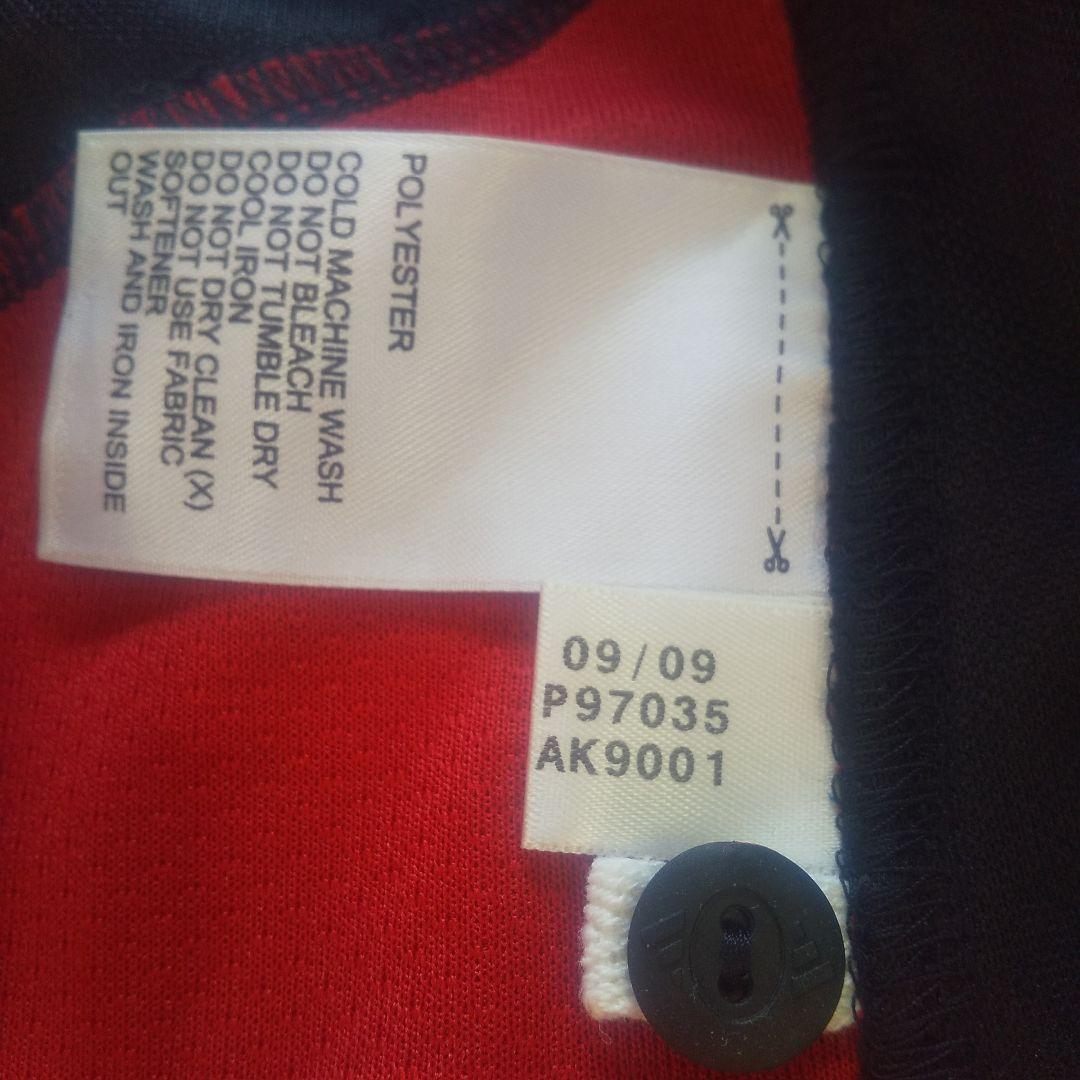 POLYESTER
COLD MACHINE WASH
DO NOT BLEACH
DO NOT TUMBLE DRY
COOL IRON
DO NOT DRY CLEAN (X)
DO NOT USE FABRIC
SOFTENER
WASH AND IRON INSIDE
OUT
09/09
P97035
AK9001